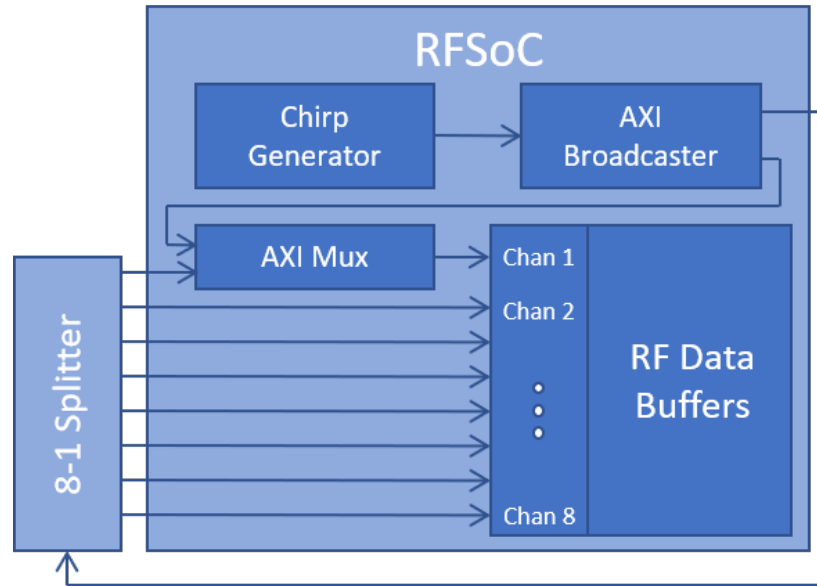 RFSoC
Chirp
Generator
AXI
Broadcaster
AXI Mux
Chan 1
Chan 2
Chan 8
RF Data
Buffers
8-1 Splitter